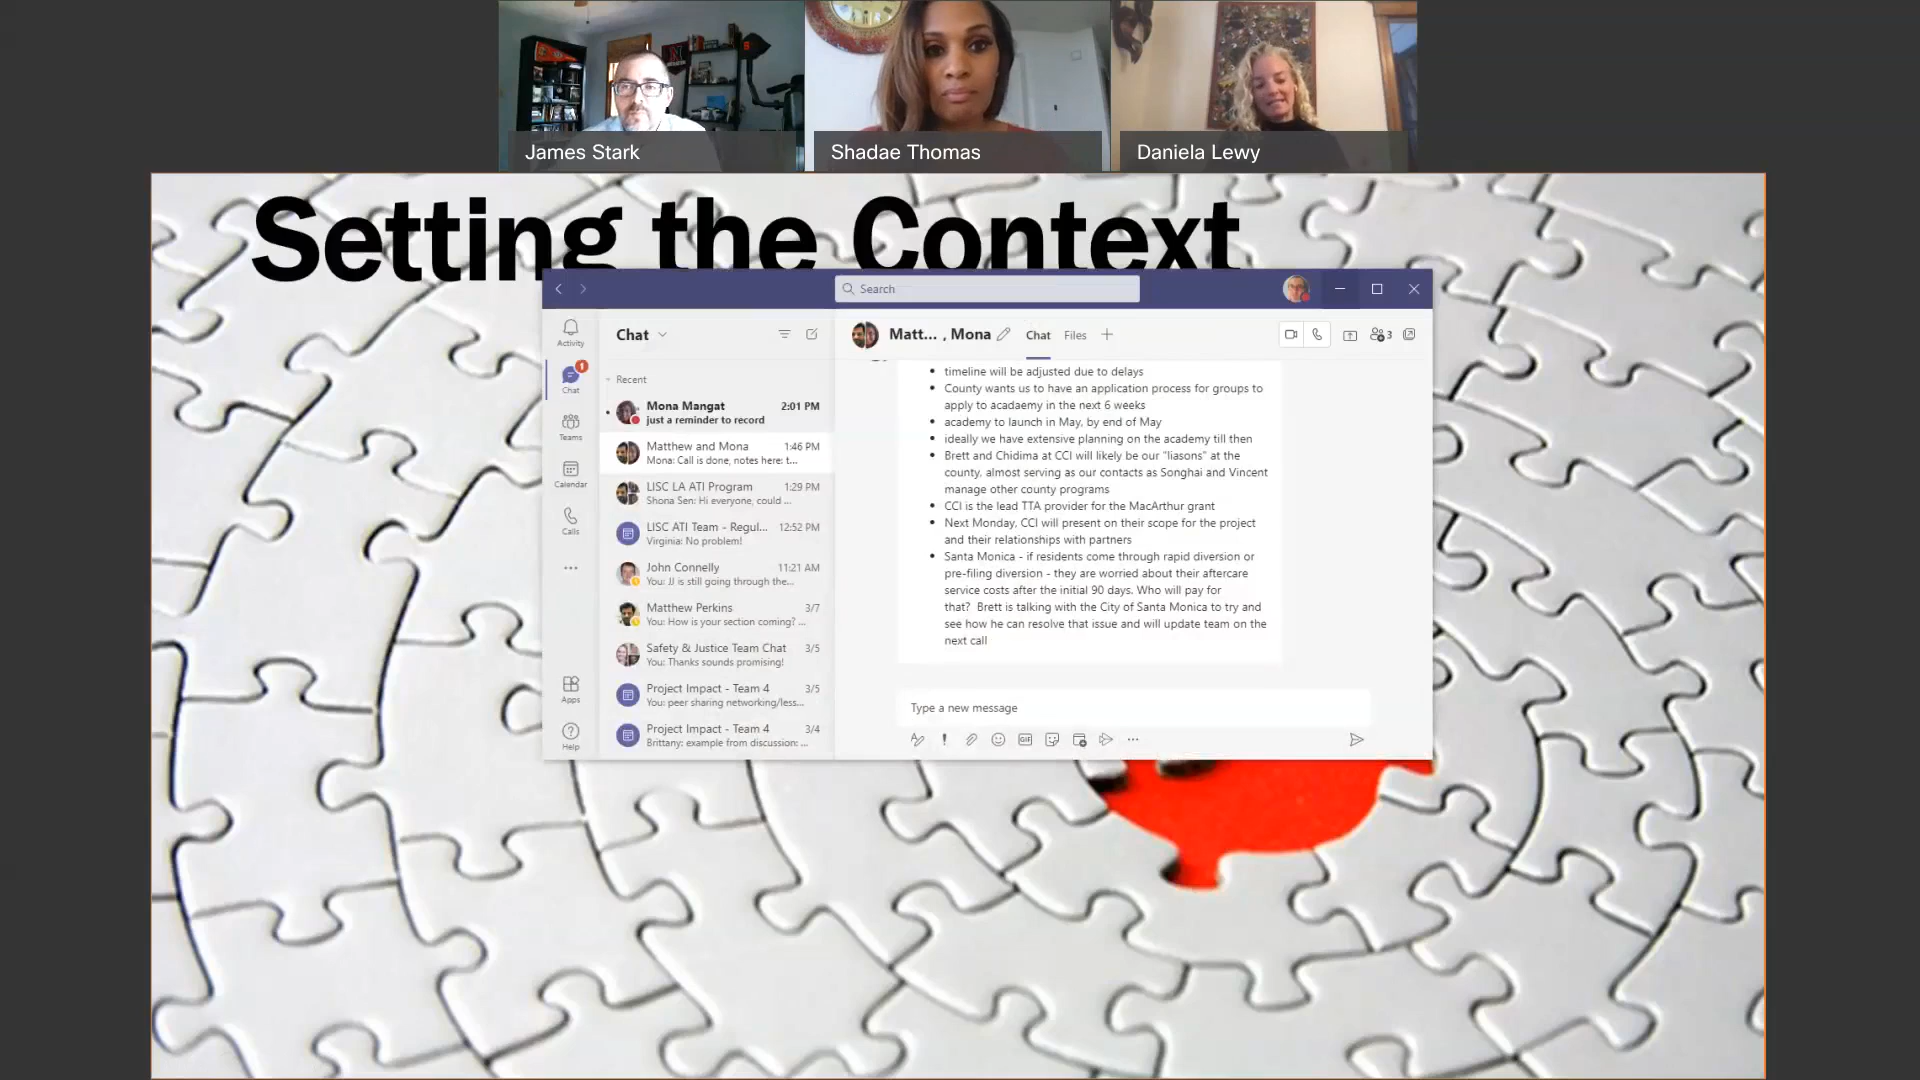 James Stark
Shadae Thomas
Daniela Lewy
Setting the Context
Search
Activity
Chat
1
Chat
Teams
Calendar
Calls
Apps
Help
Recent
Mona Mangat 2:01 PM
just a reminder to record
Matthew and Mona 1:46 PM
Mona: Call is done, notes here: t...
LISC LA ATI Program 1:29 PM
Shona Sen: Hi everyone, could ...
LISC ATI Team - Regul... 12:52 PM
Virginia: No problem!
John Connelly 11:21 AM
You: JJ is still going through the...
Matthew Perkins 3/7
You: How is your section coming? ...
Safety & Justice Team Chat 3/5
You: Thanks sounds promising!
Project Impact - Team 4 3/5
You: peer sharing networking/less...
Project Impact - Team 4 3/4
Brittany: example from discussion: ...
Matt... , Mona
Chat
Files
3
timeline will be adjusted due to delays
County wants us to have an application process for groups to
apply to acadaemy in the next 6 weeks
academy to launch in May, by end of May
ideally we have extensive planning on the academy till then
Brett and Chidima at CCI will likely be our "liasons" at the
county, almost serving as our contacts as Songhai and Vincent
manage other county programs
CCI is the lead TTA provider for the MacArthur grant
Next Monday, CCI will present on their scope for the project
and their relationships with partners
Santa Monica - if residents come through rapid diversion or
pre-filing diversion - they are worried about their aftercare
service costs after the initial 90 days. Who will pay for
that? Brett is talking with the City of Santa Monica to try and
see how he can resolve that issue and will update team on the
next call
Type a new message
GIF